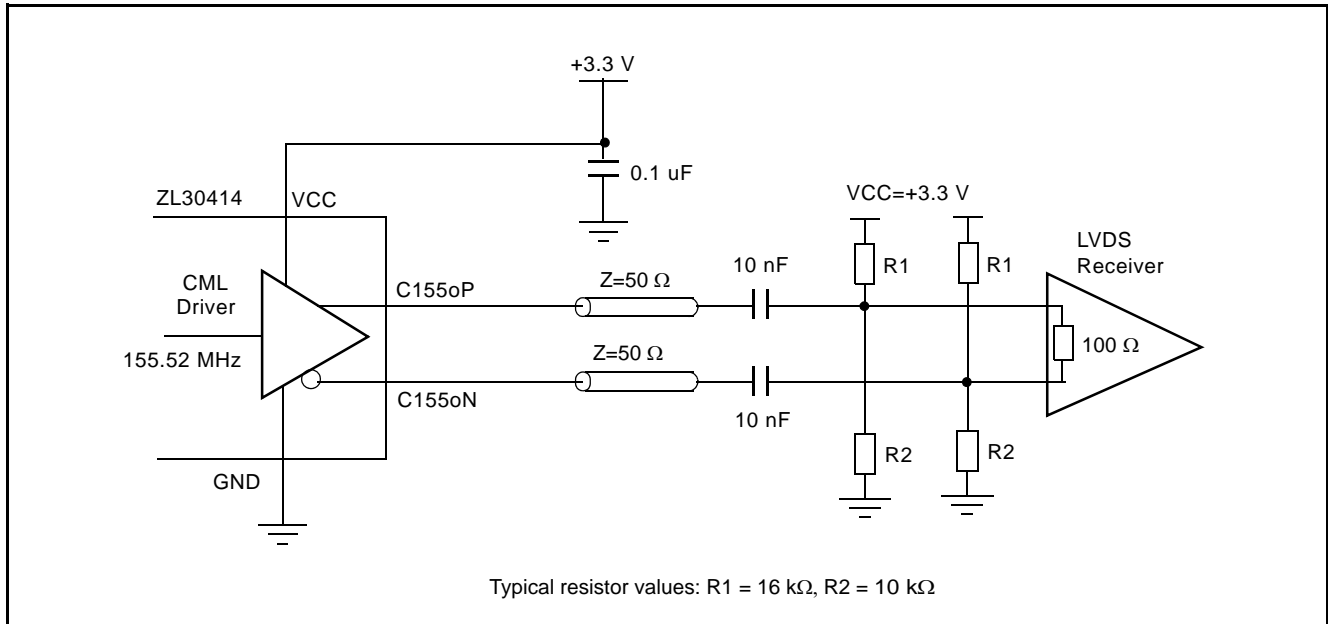 +3.3 V
0.1 uF
ZL30414
VCC
VCC=+3.3 V
CML
Driver
155.52 MHz
C155oP
C155oN
GND
Z=50 Ω
Z=50 Ω
10 nF
10 nF
R1
R1
R2
R2
LVDS
Receiver
100 Ω
Typical resistor values: R1 = 16 kΩ, R2 = 10 kΩ